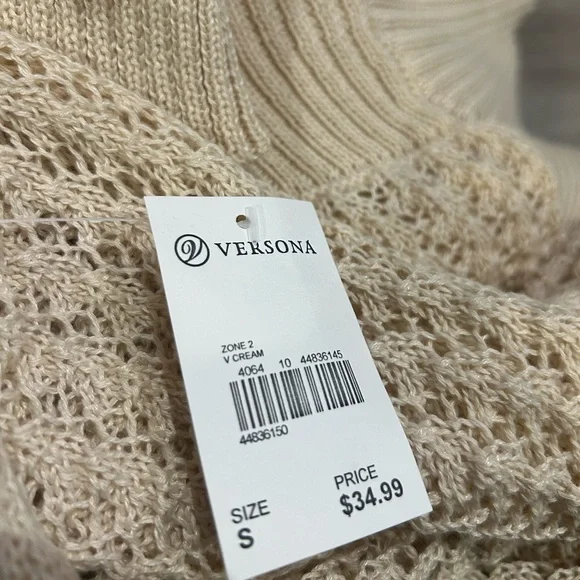 VERSONA
ZONE 2
V CREAM
4064 10 44836145
44836150
SIZE
S
PRICE
$34.99